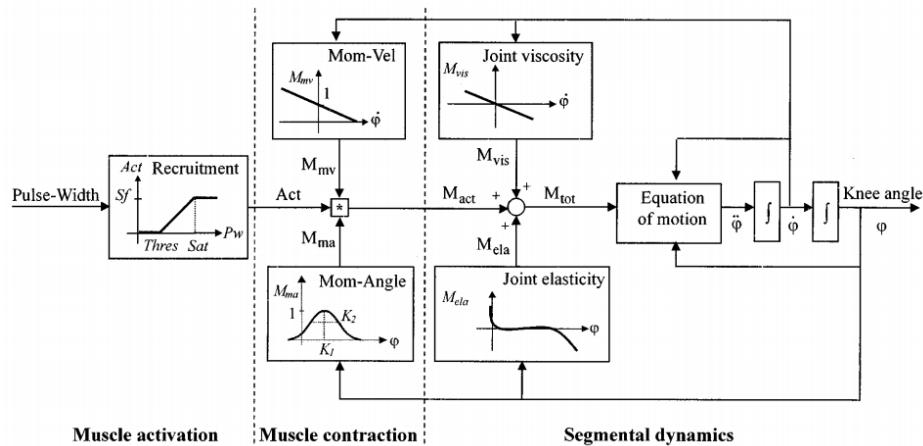 Mom-Vel
M_mv
1
φ̇
Joint viscosity
M_vis
φ̇
Recruitment
Act
Sf
Thres Sat
Pw
Pulse-Width
Act
M_mv
*
M_ma
M_act
M_vis
+
+
+
M_ela
M_tot
Equation
of motion
φ̈
∫
φ̇
∫
Knee angle
φ
Mom-Angle
M_ma
1
K_2
K_1
φ
Joint elasticity
M_ela
φ
Muscle activation
Muscle contraction
Segmental dynamics